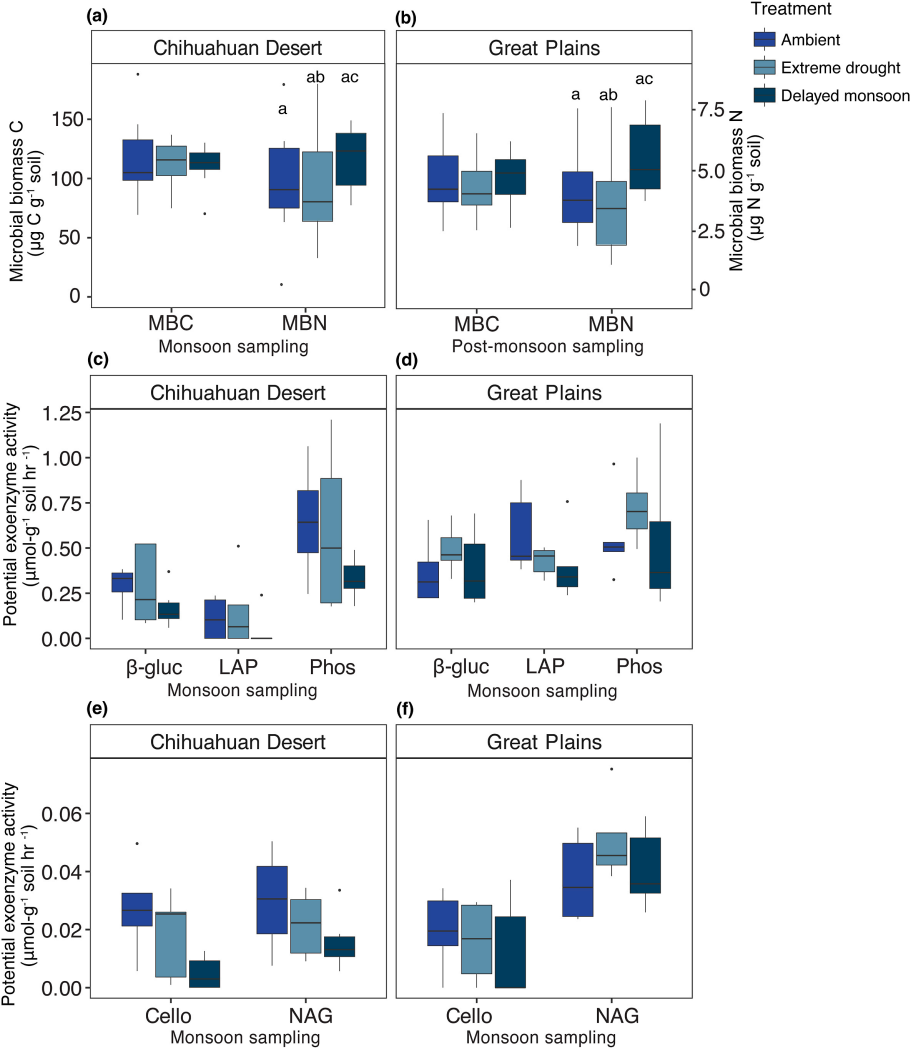 (a)
(b)
Treatment
Ambient
Extreme drought
Delayed monsoon
Chihuahuan Desert
Great Plains
Microbial biomass C
(µg C g-1 soil)
150
100
50
0
a
ab
ac
a
ab
ac
7.5
5.0
2.5
0
Microbial biomass N
(µg N g-1 soil)
MBC
MBN
MBC
MBN
Monsoon sampling
Post-monsoon sampling
(c)
(d)
Chihuahuan Desert
Great Plains
Potential exoenzyme activity
(µmol-g-1 soil hr -1)
1.25
1.00
0.75
0.50
0.25
0.00
β-gluc
LAP
Phos
β-gluc
LAP
Phos
Monsoon sampling
Monsoon sampling
(e)
(f)
Chihuahuan Desert
Great Plains
Potential exoenzyme activity
(µmol-g-1 soil hr -1)
0.06
0.04
0.02
0.00
Cello
NAG
Cello
NAG
Monsoon sampling
Monsoon sampling